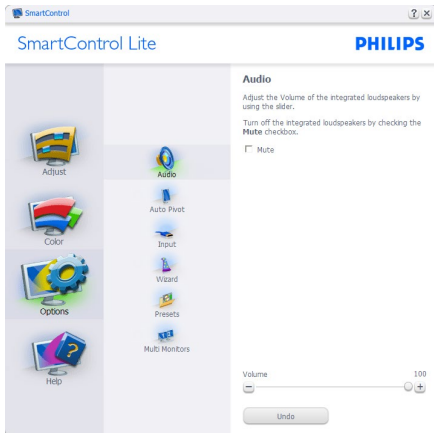 SmartControl
SmartControl Lite
PHILIPS
Adjust
Color
Options
Help
Audio
Auto Pivot
Input
Wizard
Presets
Multi Monitors
Audio
Adjust the Volume of the integrated loudspeakers by
using the slider.
Turn off the integrated loudspeakers by checking the
Mute checkbox.
Mute
Volume 100
Undo